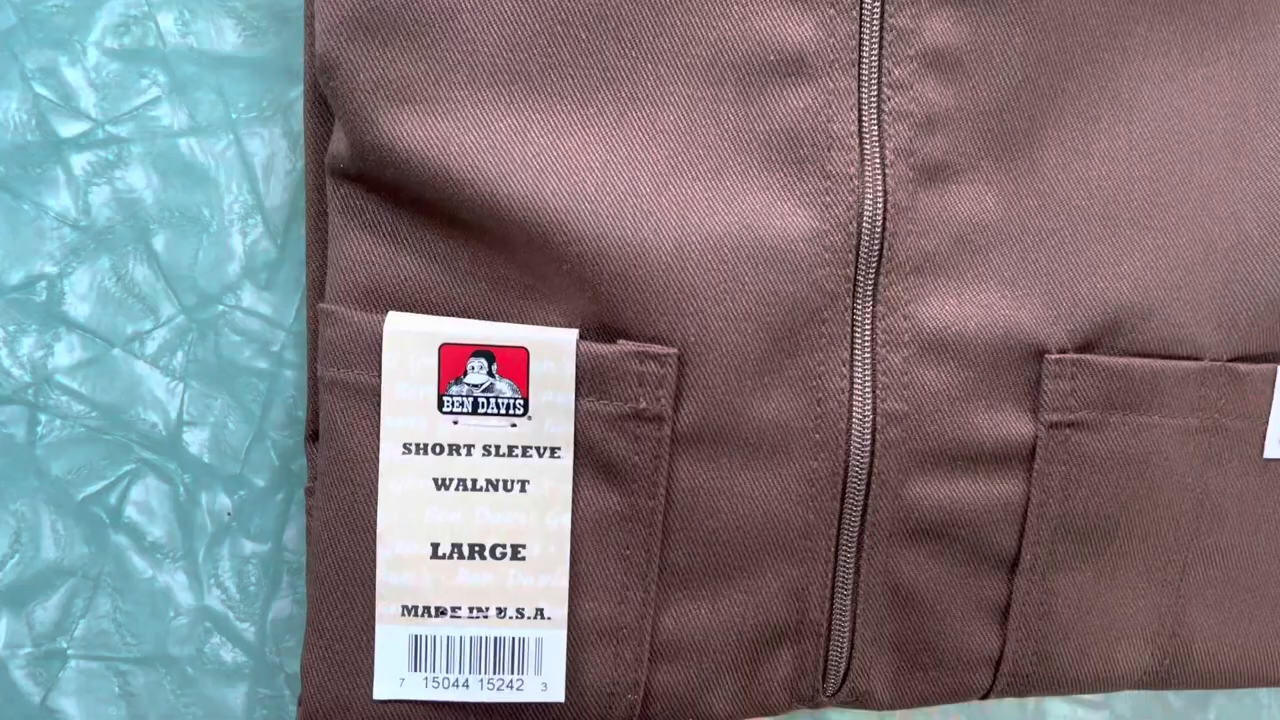 BEN DAVIS
SHORT SLEEVE
WALNUT
LARGE
MADE IN U.S.A.
7 15044 15242 3